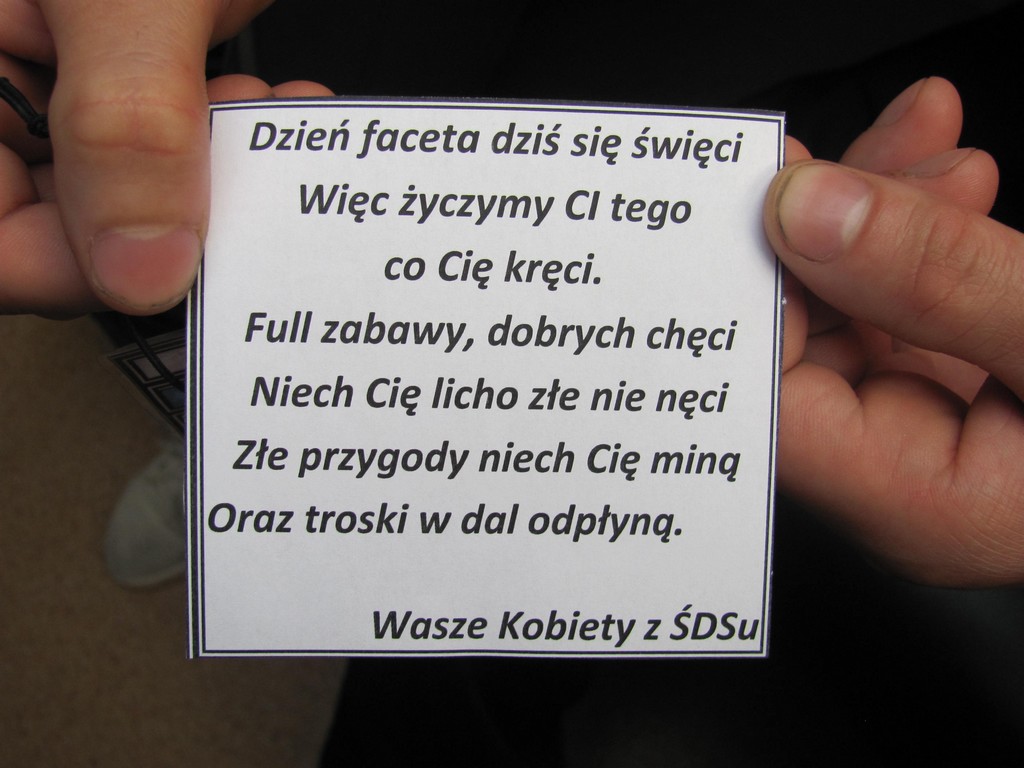 Dzień faceta dziś się święci
Więc życzymy CI tego
co Cię kręci.
Full zabawy, dobrych chęci
Niech Cię licho złe nie nęci
Złe przygody niech Cię miną
Oraz troski w dal odpłyną.
Wasze Kobiety z ŚDSu